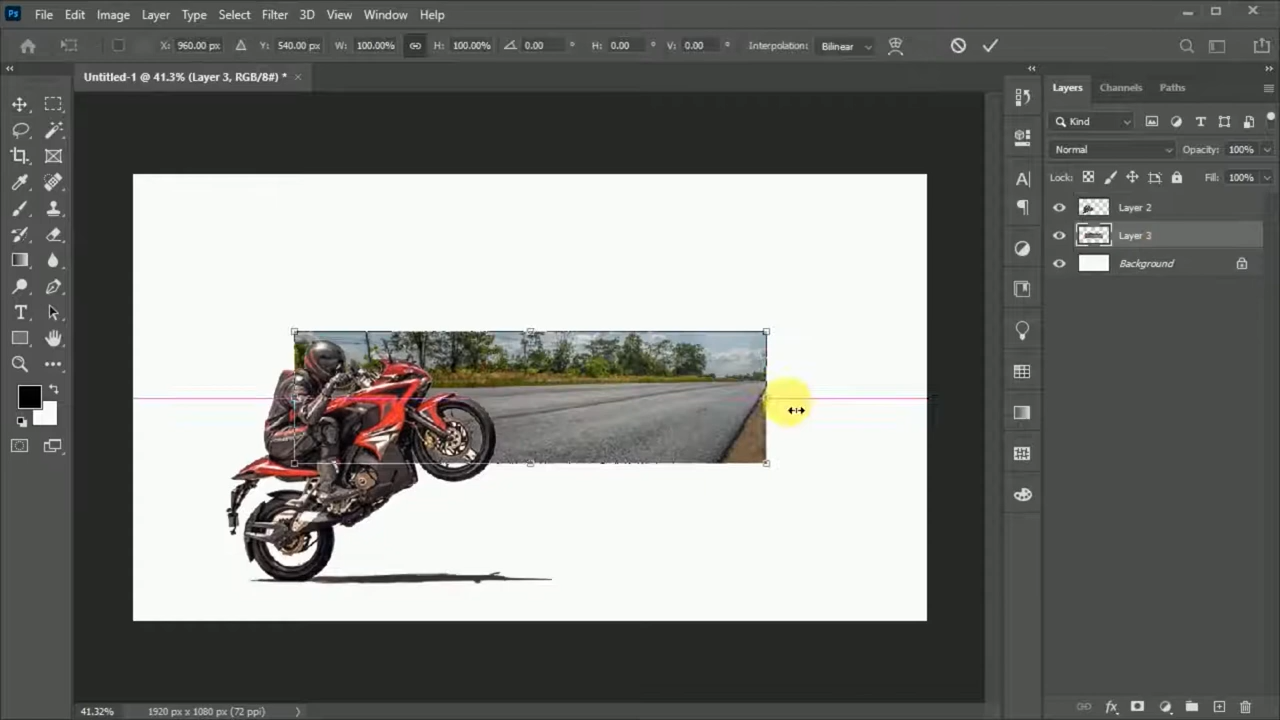 Ps File Edit Image Layer Type Select Filter 3D View Window Help
X: 960.00 px Y: 540.00 px W: 100.00% H: 100.00% 0.00 ° H: 0.00 ° V: 0.00 ° Interpolation: Bilinear
Untitled-1 @ 41.3% (Layer 3, RGB/8#) * ×
Layers Channels Paths
Kind
Normal Opacity: 100%
Lock: Fill: 100%
Layer 2
Layer 3
Background
41.32% 1920 px x 1080 px (72 ppi)